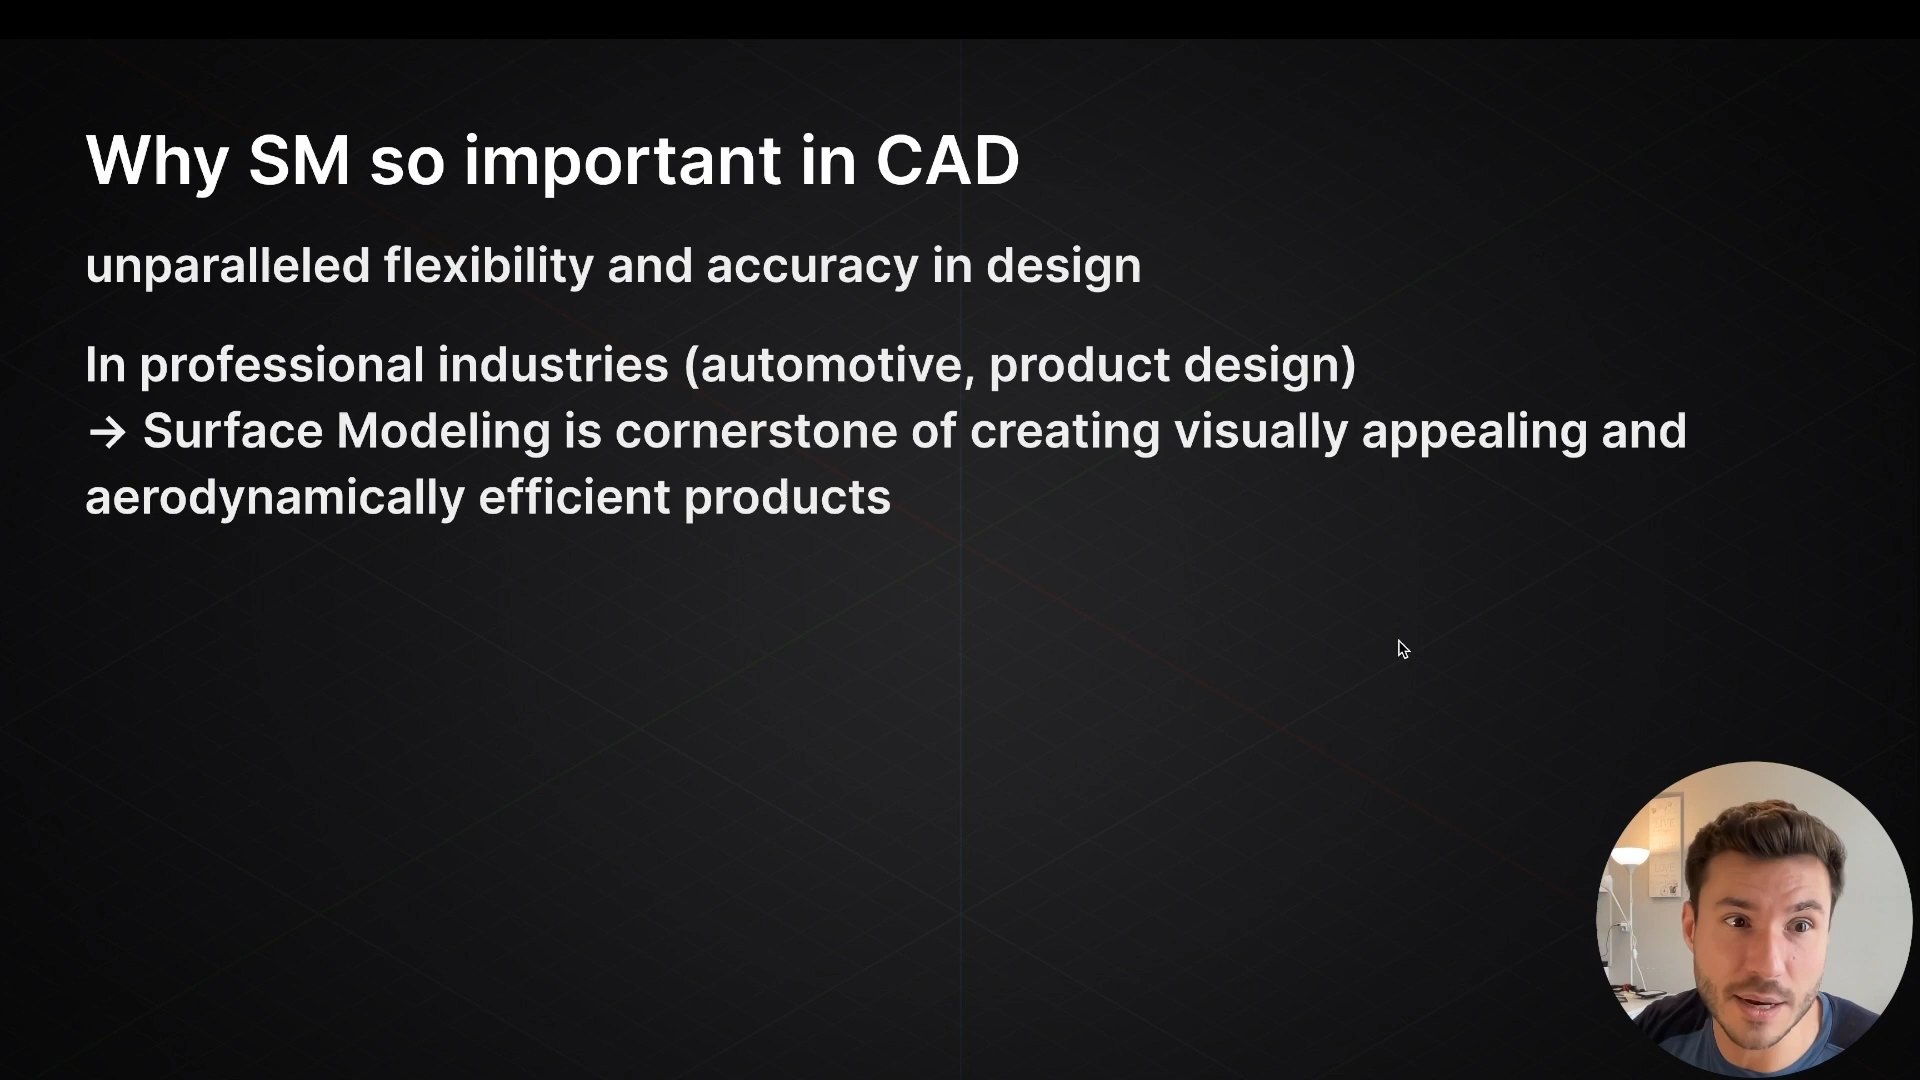 Why SM so important in CAD
unparalleled flexibility and accuracy in design
In professional industries (automotive, product design)
→ Surface Modeling is cornerstone of creating visually appealing and
aerodynamically efficient products